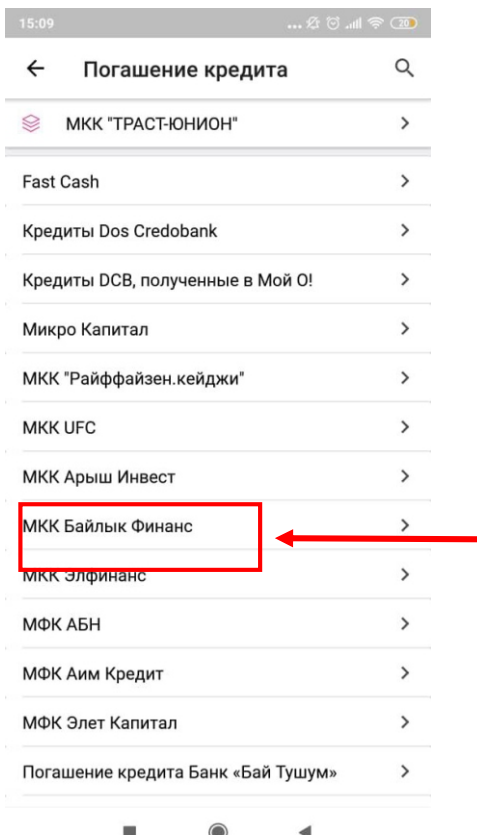 15:09
... 20
Погашение кредита
МКК "ТРАСТ-ЮНИОН"
Fast Cash
Кредиты Dos Credobank
Кредиты DCB, полученные в Мой О!
Микро Капитал
МКК "Райффайзен.кейджи"
МКК UFC
МКК Арыш Инвест
МКК Байлык Финанс
МКК Элфинанс
МФК АБН
МФК Аим Кредит
МФК Элет Капитал
Погашение кредита Банк «Бай Тушум»